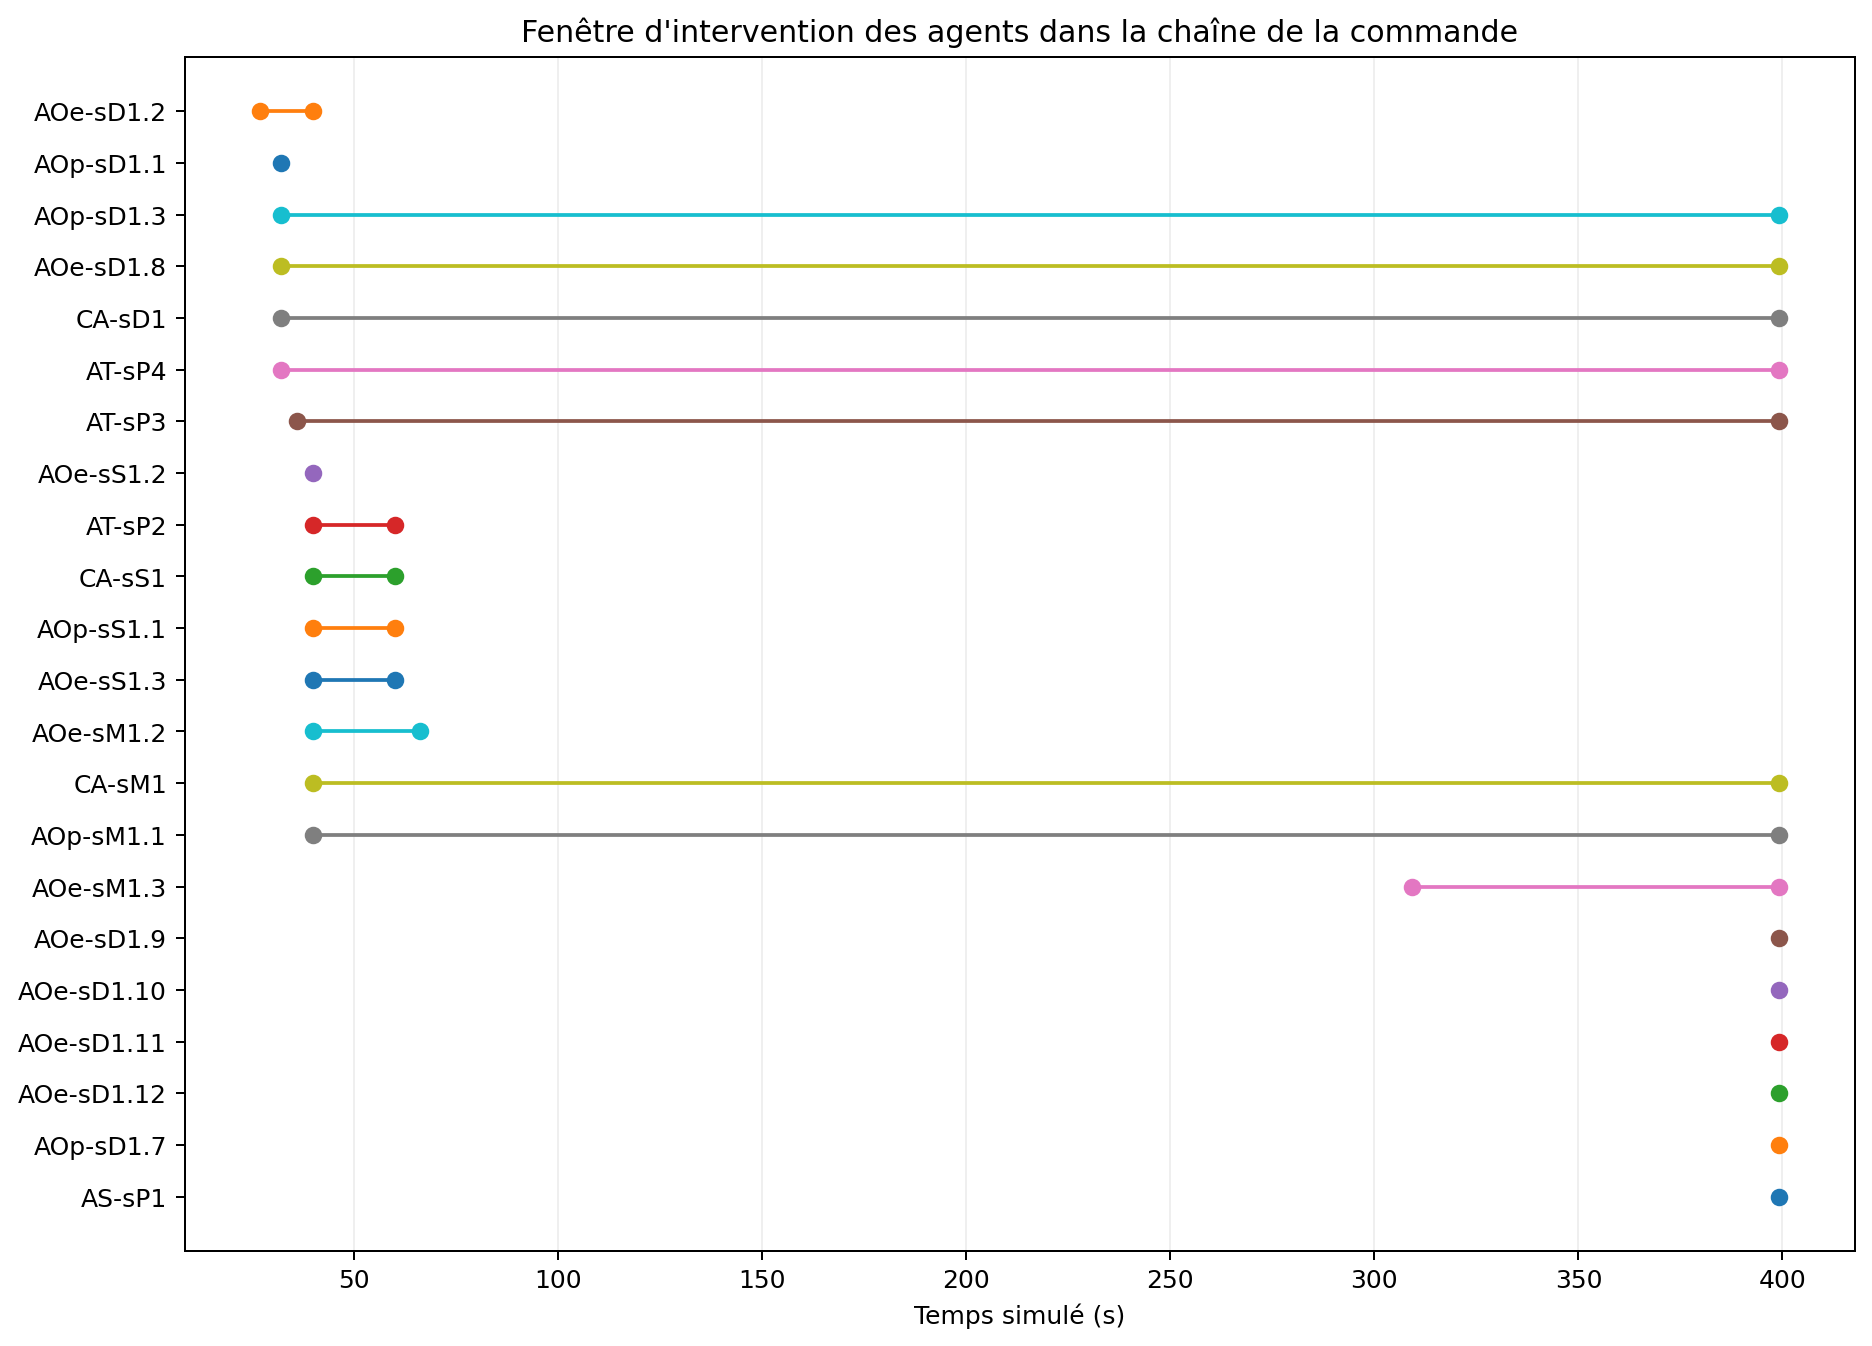 Fenêtre d'intervention des agents dans la chaîne de la commande
AOe-sD1.2
AOp-sD1.1
AOp-sD1.3
AOe-sD1.8
CA-sD1
AT-sP4
AT-sP3
AOe-sS1.2
AT-sP2
CA-sS1
AOp-sS1.1
AOe-sS1.3
AOe-sM1.2
CA-sM1
AOp-sM1.1
AOe-sM1.3
AOe-sD1.9
AOe-sD1.10
AOe-sD1.11
AOe-sD1.12
AOp-sD1.7
AS-sP1
50 100 150 200 250 300 350 400
Temps simulé (s)